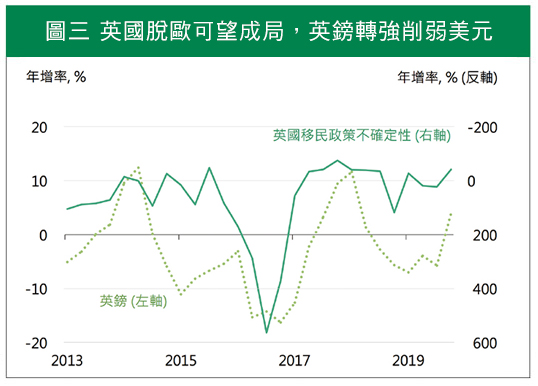 圖三 英國脫歐可望成局，英鎊轉強削弱美元
年增率, % 年增率, % (反軸)
20 -200
英國移民政策不確定性 (右軸)
10 0
0 200
-10 400
英鎊 (左軸)
-20 600
2013 2015 2017 2019